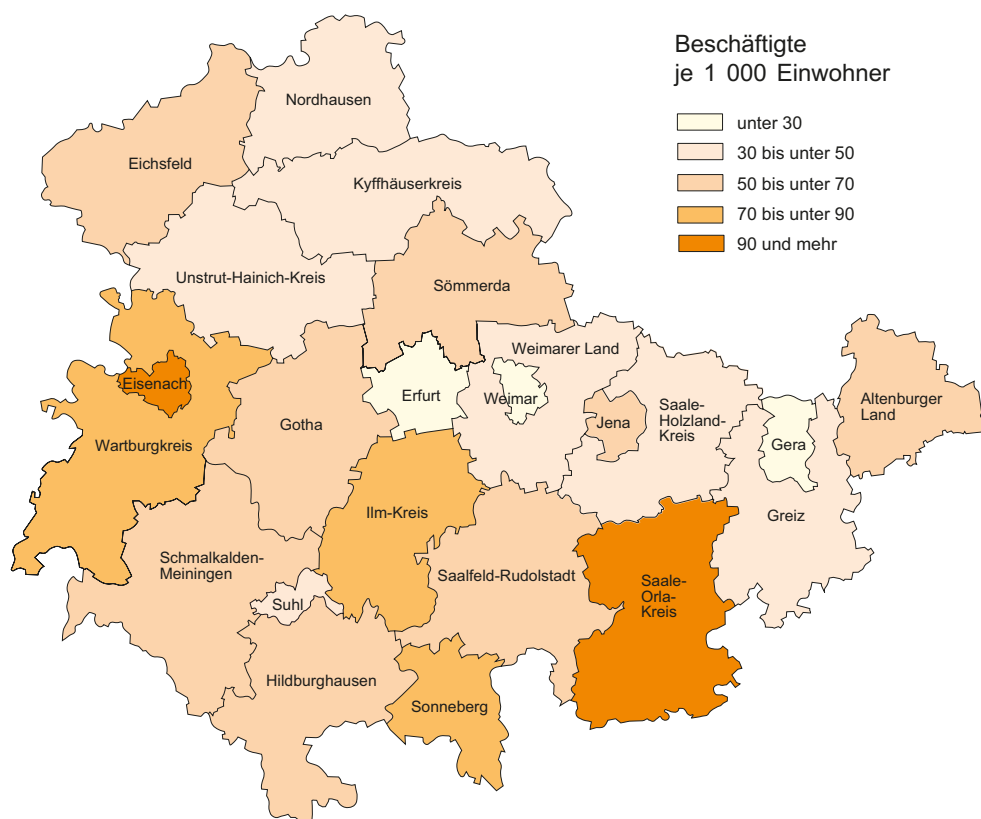 Beschäftigte
je 1 000 Einwohner
unter 30
30 bis unter 50
50 bis unter 70
70 bis unter 90
90 und mehr
Nordhausen
Eichsfeld
Kyffhäuserkreis
Unstrut-Hainich-Kreis
Sömmerda
Weimarer Land
Eisenach
Erfurt
Weimar
Gotha
Jena
Saale-
Holzland-
Kreis
Altenburger
Land
Wartburgkreis
Gera
Ilm-Kreis
Greiz
Schmalkalden-
Meiningen
Saalfeld-Rudolstadt
Saale-
Orla-
Kreis
Suhl
Hildburghausen
Sonneberg